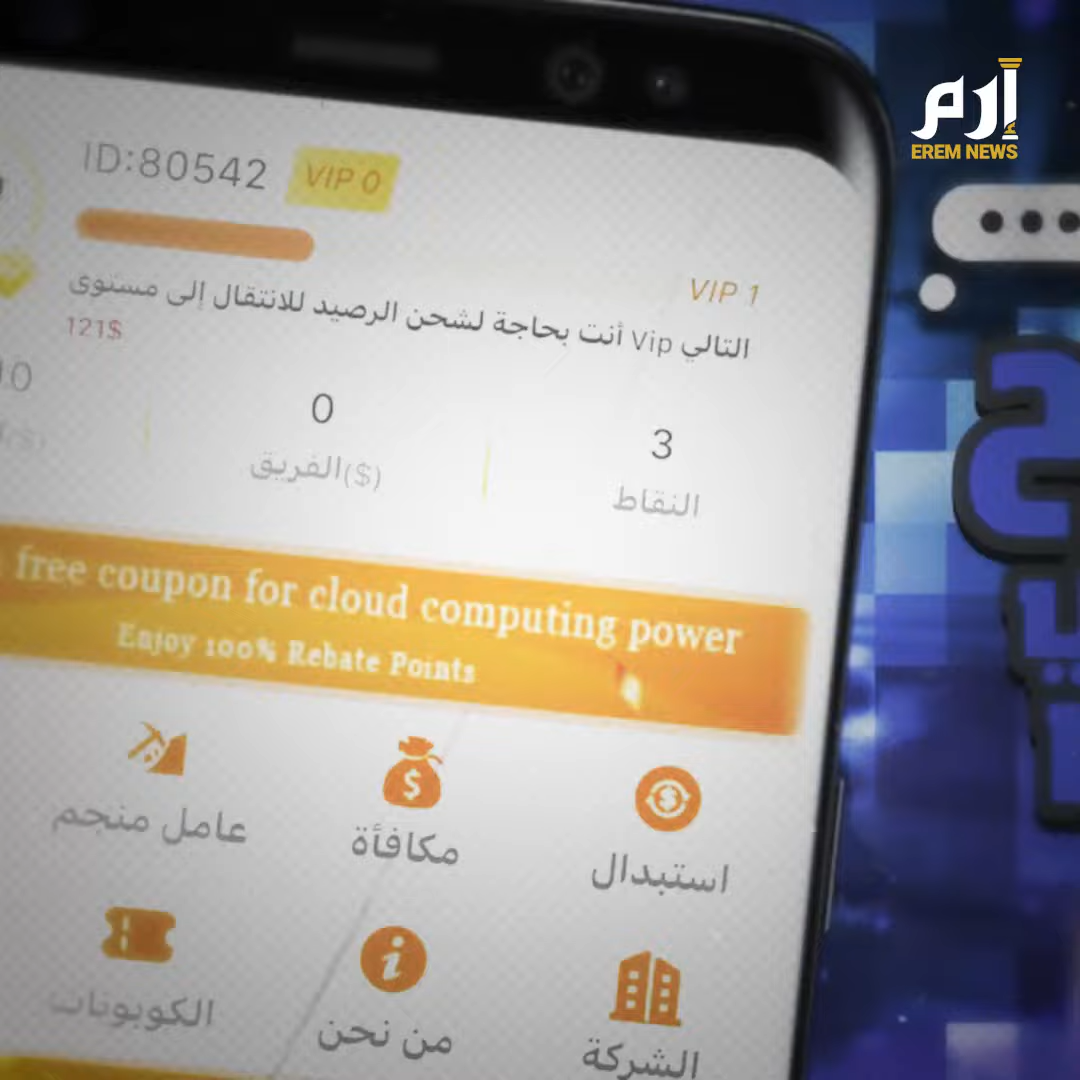 إرم
EREM NEWS
ID:80542
VIP 0
VIP 1
أنت بحاجة لشحن الرصيد للانتقال إلى مستوى
Vip التالي
121$
0
3
الفريق($)
النقاط
free coupon for cloud computing power
Enjoy 100% Rebate Points
استبدال
مكافأة
عامل منجم
الشركة
من نحن
الكوبونات